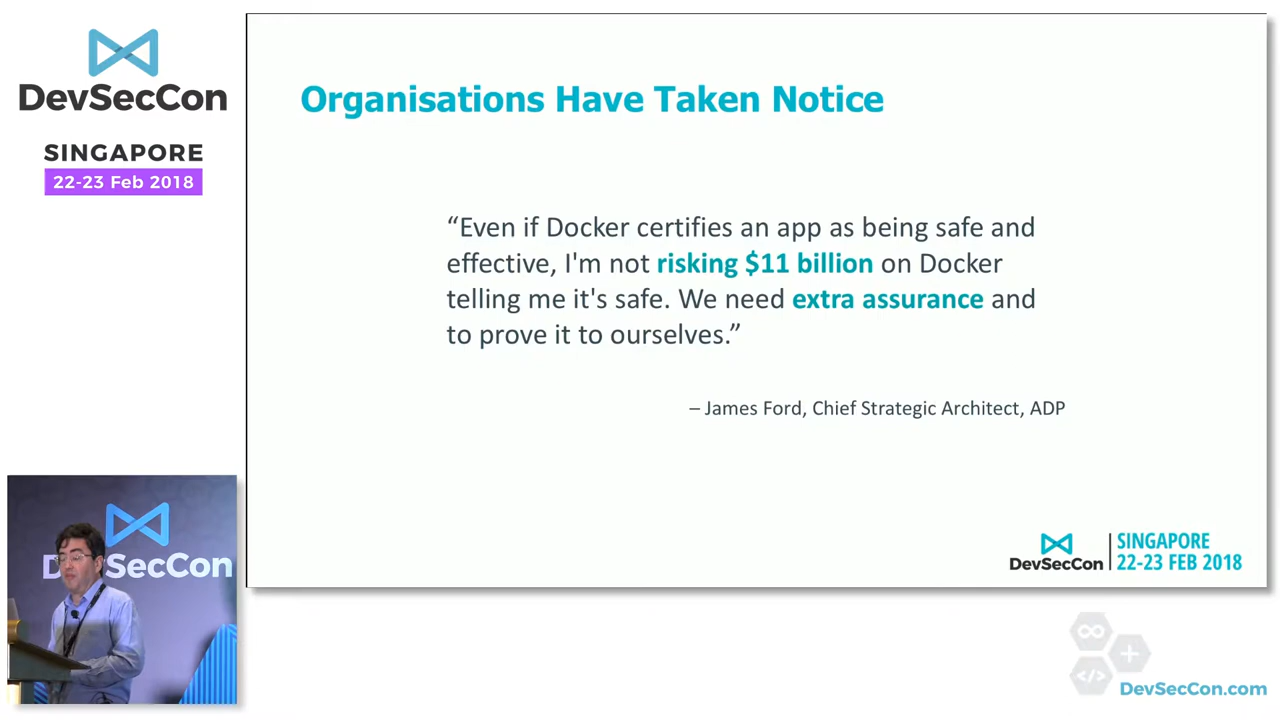 DevSecCon
SINGAPORE
22-23 Feb 2018
Organisations Have Taken Notice
“Even if Docker certifies an app as being safe and
effective, I'm not risking $11 billion on Docker
telling me it's safe. We need extra assurance and
to prove it to ourselves.”
– James Ford, Chief Strategic Architect, ADP
DevSecCon
SINGAPORE
22-23 FEB 2018
DevSecCon
DevSecCon.com